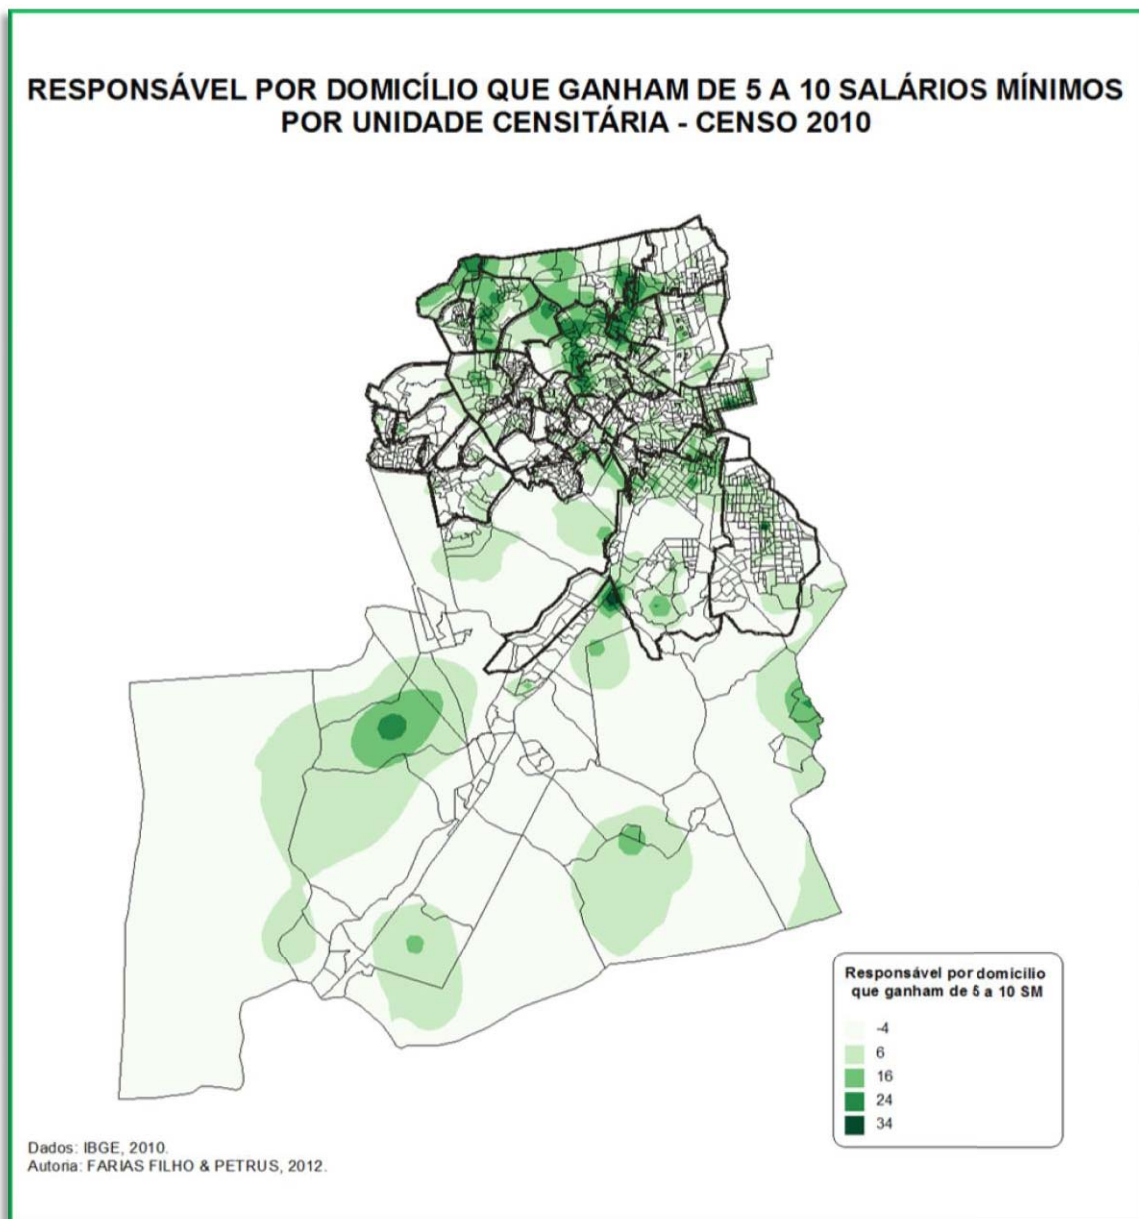 RESPONSÁVEL POR DOMICÍLIO QUE GANHAM DE 5 A 10 SALÁRIOS MÍNIMOS
POR UNIDADE CENSITÁRIA - CENSO 2010
Responsável por domicílio
que ganham de 5 a 10 SM
-4
6
16
24
34
Dados: IBGE, 2010.
Autoria: FARIAS FILHO & PETRUS, 2012.